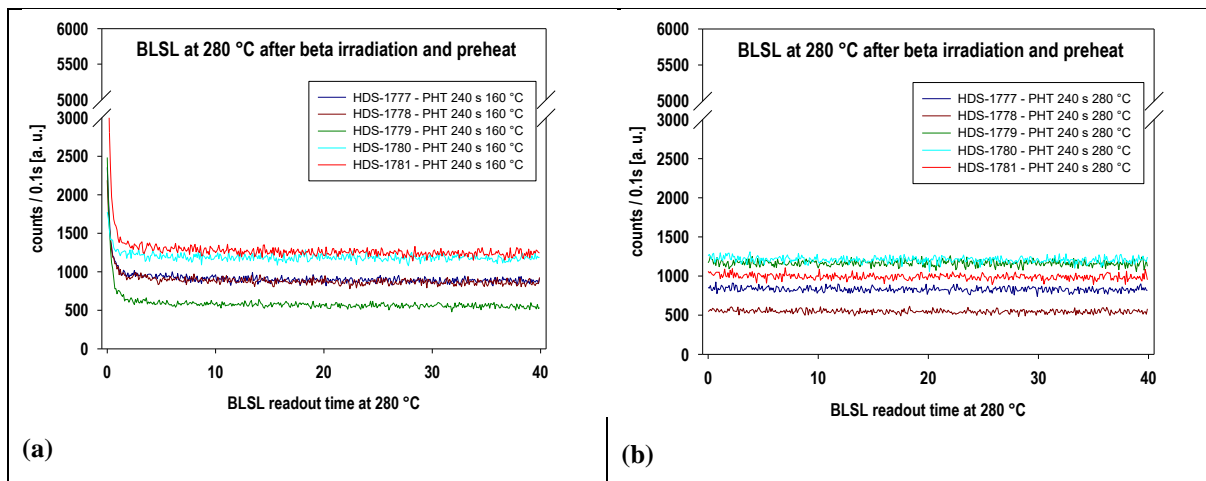 BLSL at 280 °C after beta irradiation and preheat
6000
5500
5000
3000
2500
2000
1500
1000
500
0
counts / 0.1s [a. u.]
HDS-1777 - PHT 240 s 160 °C
HDS-1778 - PHT 240 s 160 °C
HDS-1779 - PHT 240 s 160 °C
HDS-1780 - PHT 240 s 160 °C
HDS-1781 - PHT 240 s 160 °C
0 10 20 30 40
BLSL readout time at 280 °C
(a)
BLSL at 280 °C after beta irradiation and preheat
6000
5500
5000
3000
2500
2000
1500
1000
500
0
counts / 0.1s [a. u.]
HDS-1777 - PHT 240 s 280 °C
HDS-1778 - PHT 240 s 280 °C
HDS-1779 - PHT 240 s 280 °C
HDS-1780 - PHT 240 s 280 °C
HDS-1781 - PHT 240 s 280 °C
0 10 20 30 40
BLSL readout time at 280 °C
(b)